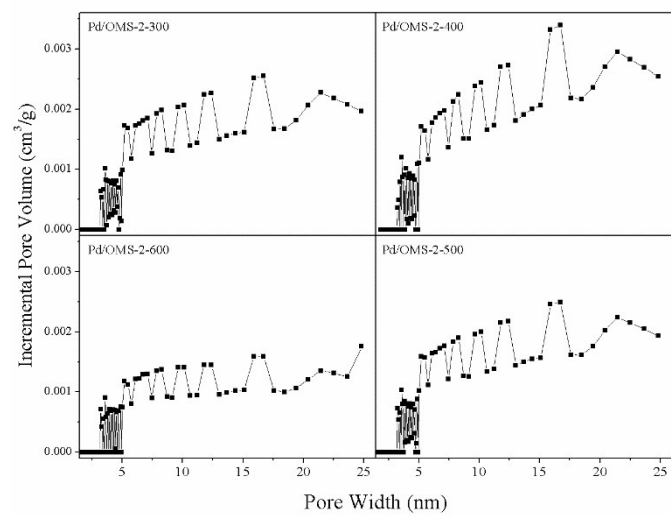 Pd/OMS-2-300
Pd/OMS-2-400
0.003
0.002
0.001
0.000
Pd/OMS-2-600
Pd/OMS-2-500
0.003
0.002
0.001
0.000
5 10 15 20 25 5 10 15 20 25
Incremental Pore Volume (cm³/g)
Pore Width (nm)